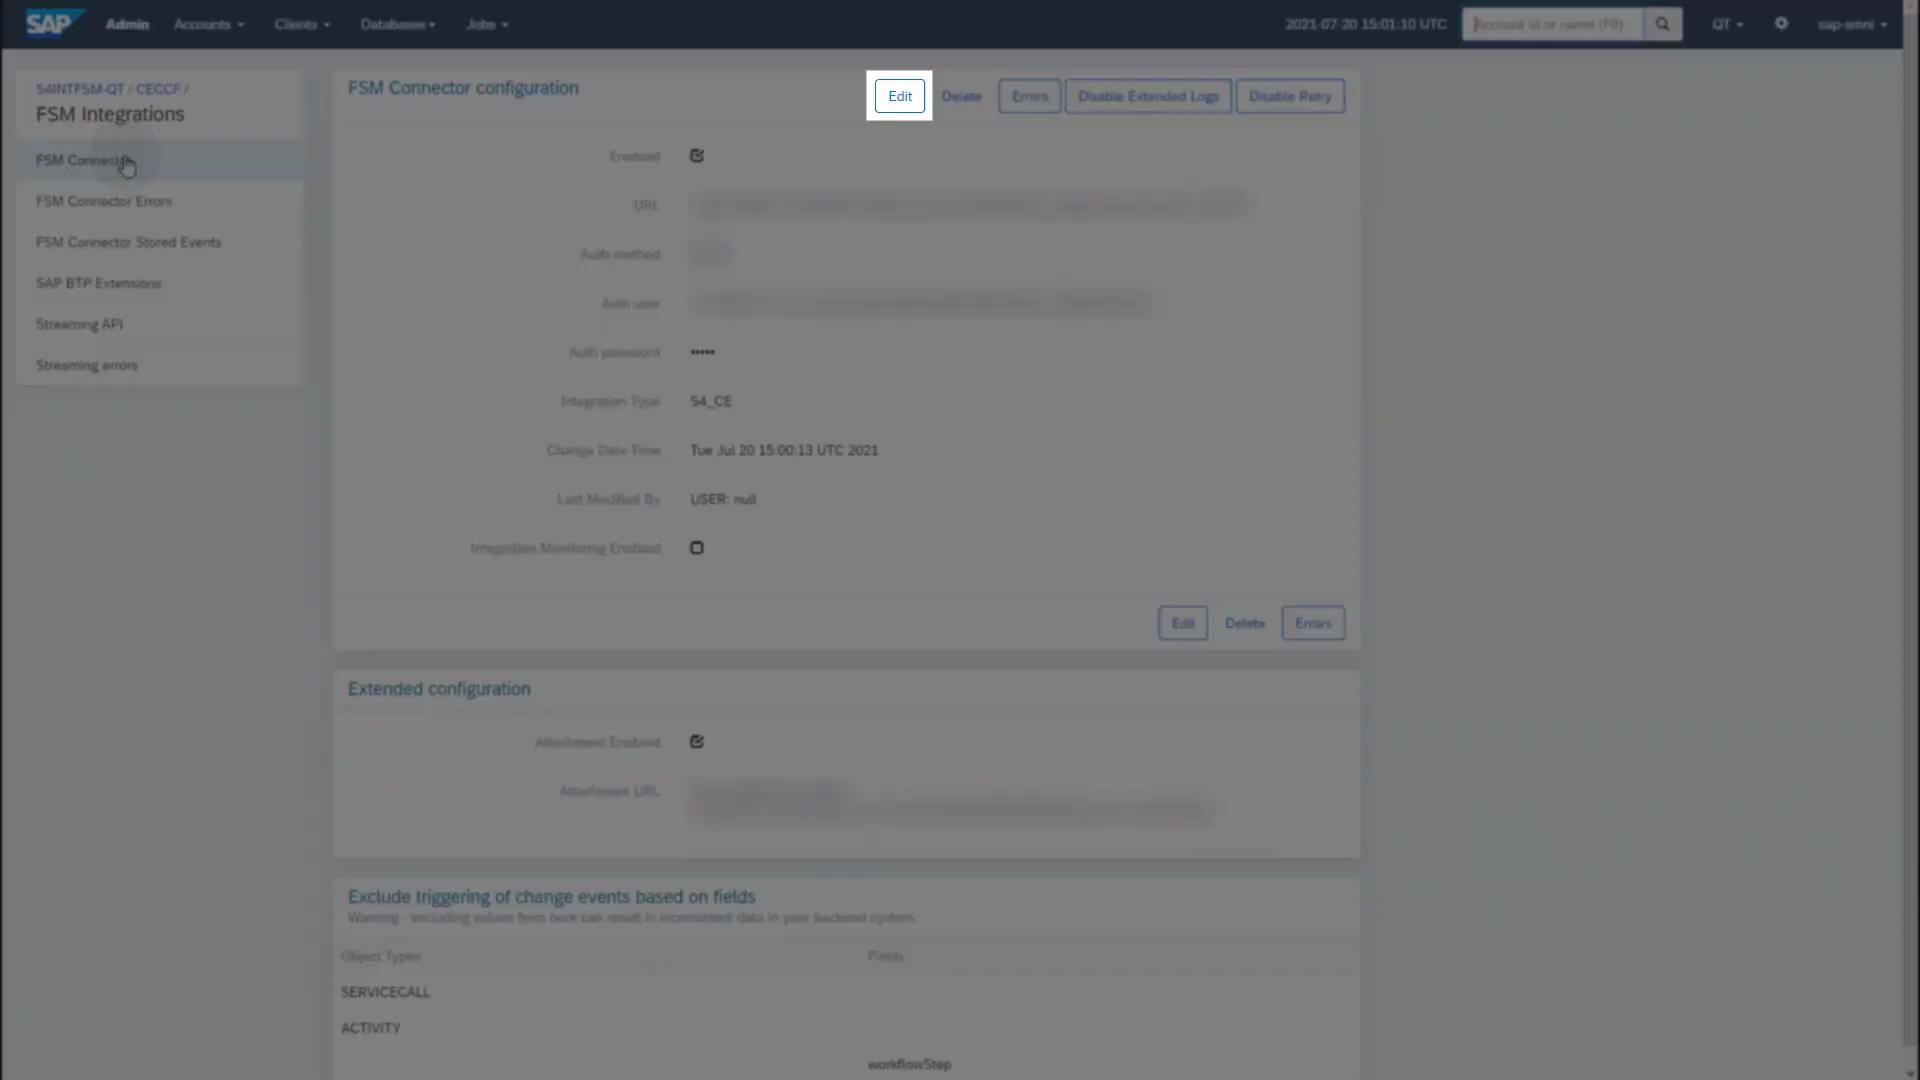 SAP Admin Accounts Clients Databases Jobs 2021-07-20 15:01:10 UTC Account id or name (F8) QT sap-smni
S4INTFSM-QT / CECCF /
FSM Integrations
FSM Connector
FSM Connector Errors
FSM Connector Stored Events
SAP BTP Extensions
Streaming API
Streaming errors
FSM Connector configuration
Edit Delete Errors Disable Extended Logs Disable Retry
Enabled
URL
Auth method
Auth user
Auth password •••••
Integration Type S4_CE
Change Date Time Tue Jul 20 15:00:13 UTC 2021
Last Modified By USER: null
Integration Monitoring Enabled
Edit Delete Errors
Extended configuration
Attachment Enabled
Attachment URL
Exclude triggering of change events based on fields
Warning - excluding values from here can result in inconsistent data in your backend system.
Object Types Fields
SERVICECALL
ACTIVITY
workflowStep